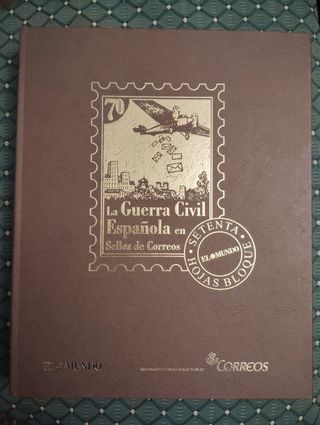 70
La Guerra Civil
Española en
Sellos de Correos
SETENTA
EL MUNDO
HOJAS BLOQUE
EL MUNDO
CORREOS